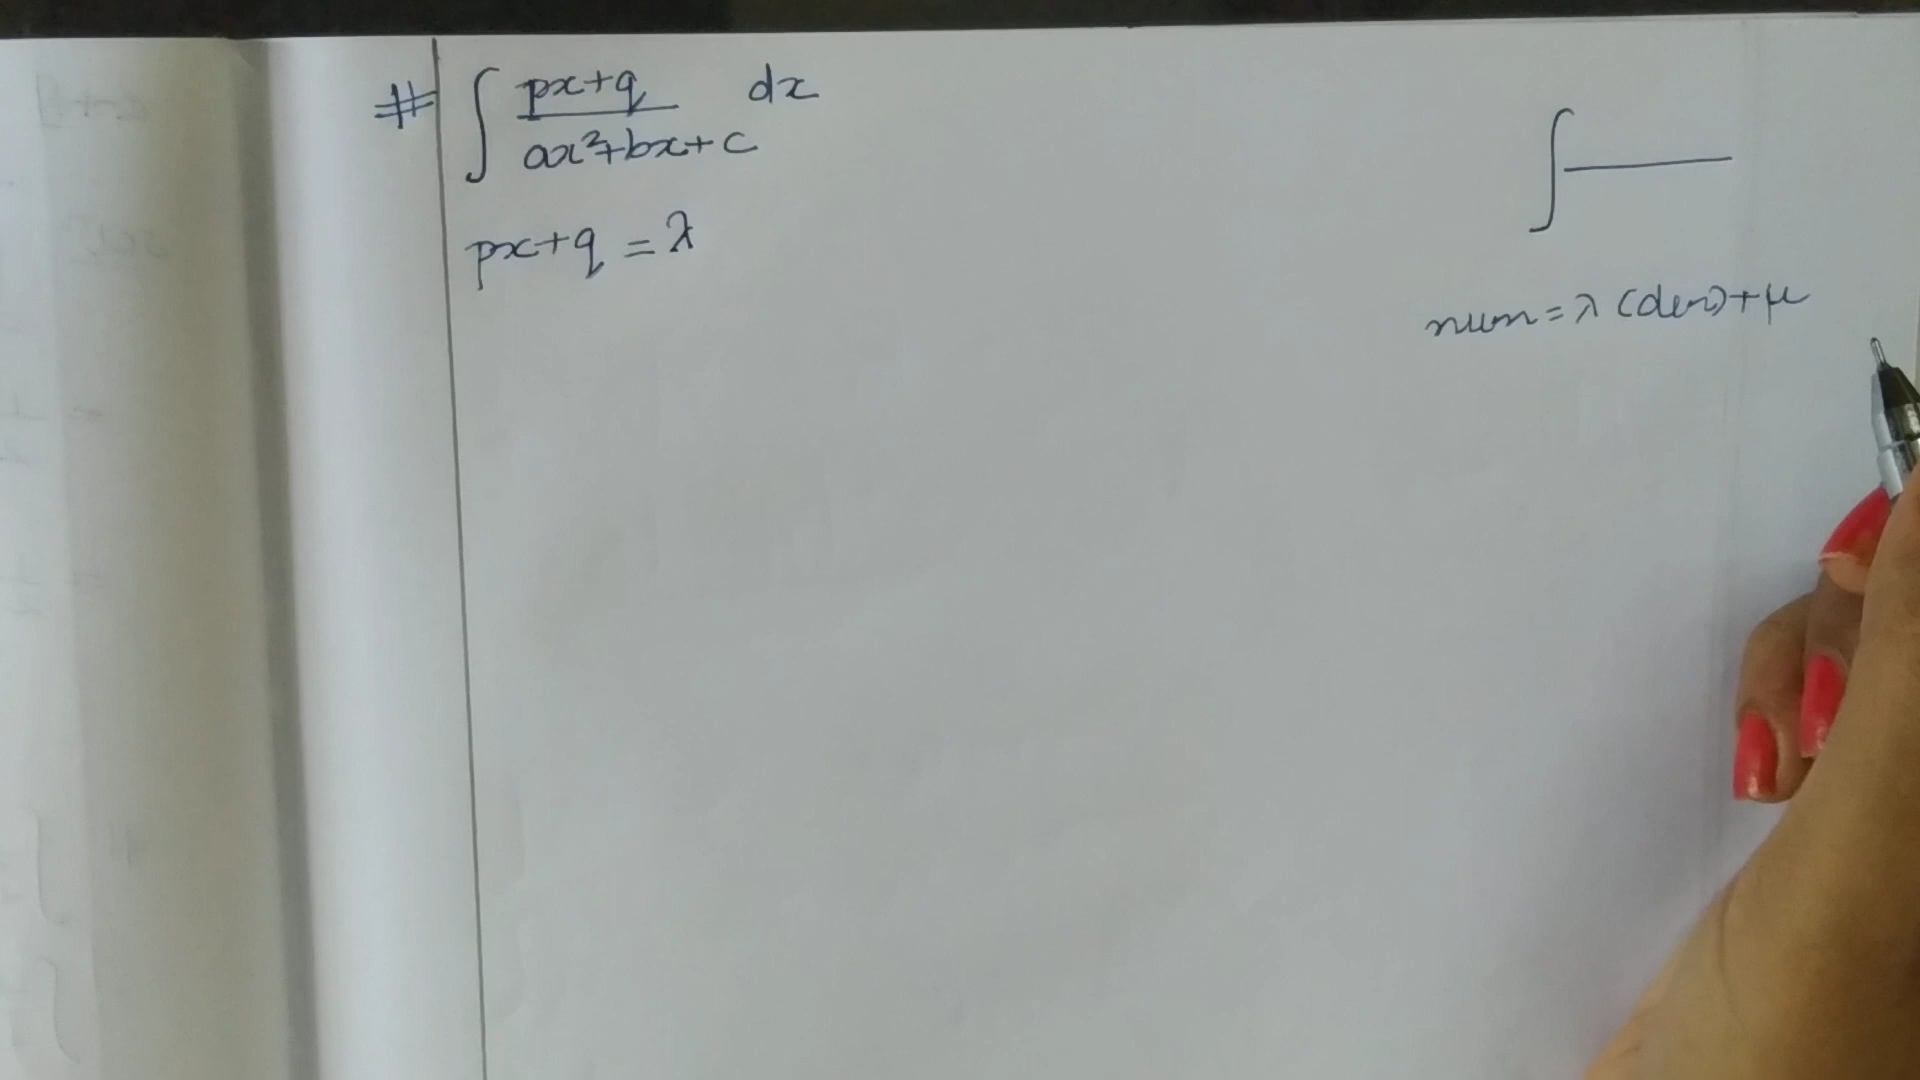 # ∫ px+q / ax²+bx+c dx
px+q = λ
∫
num = λ (den) + μ